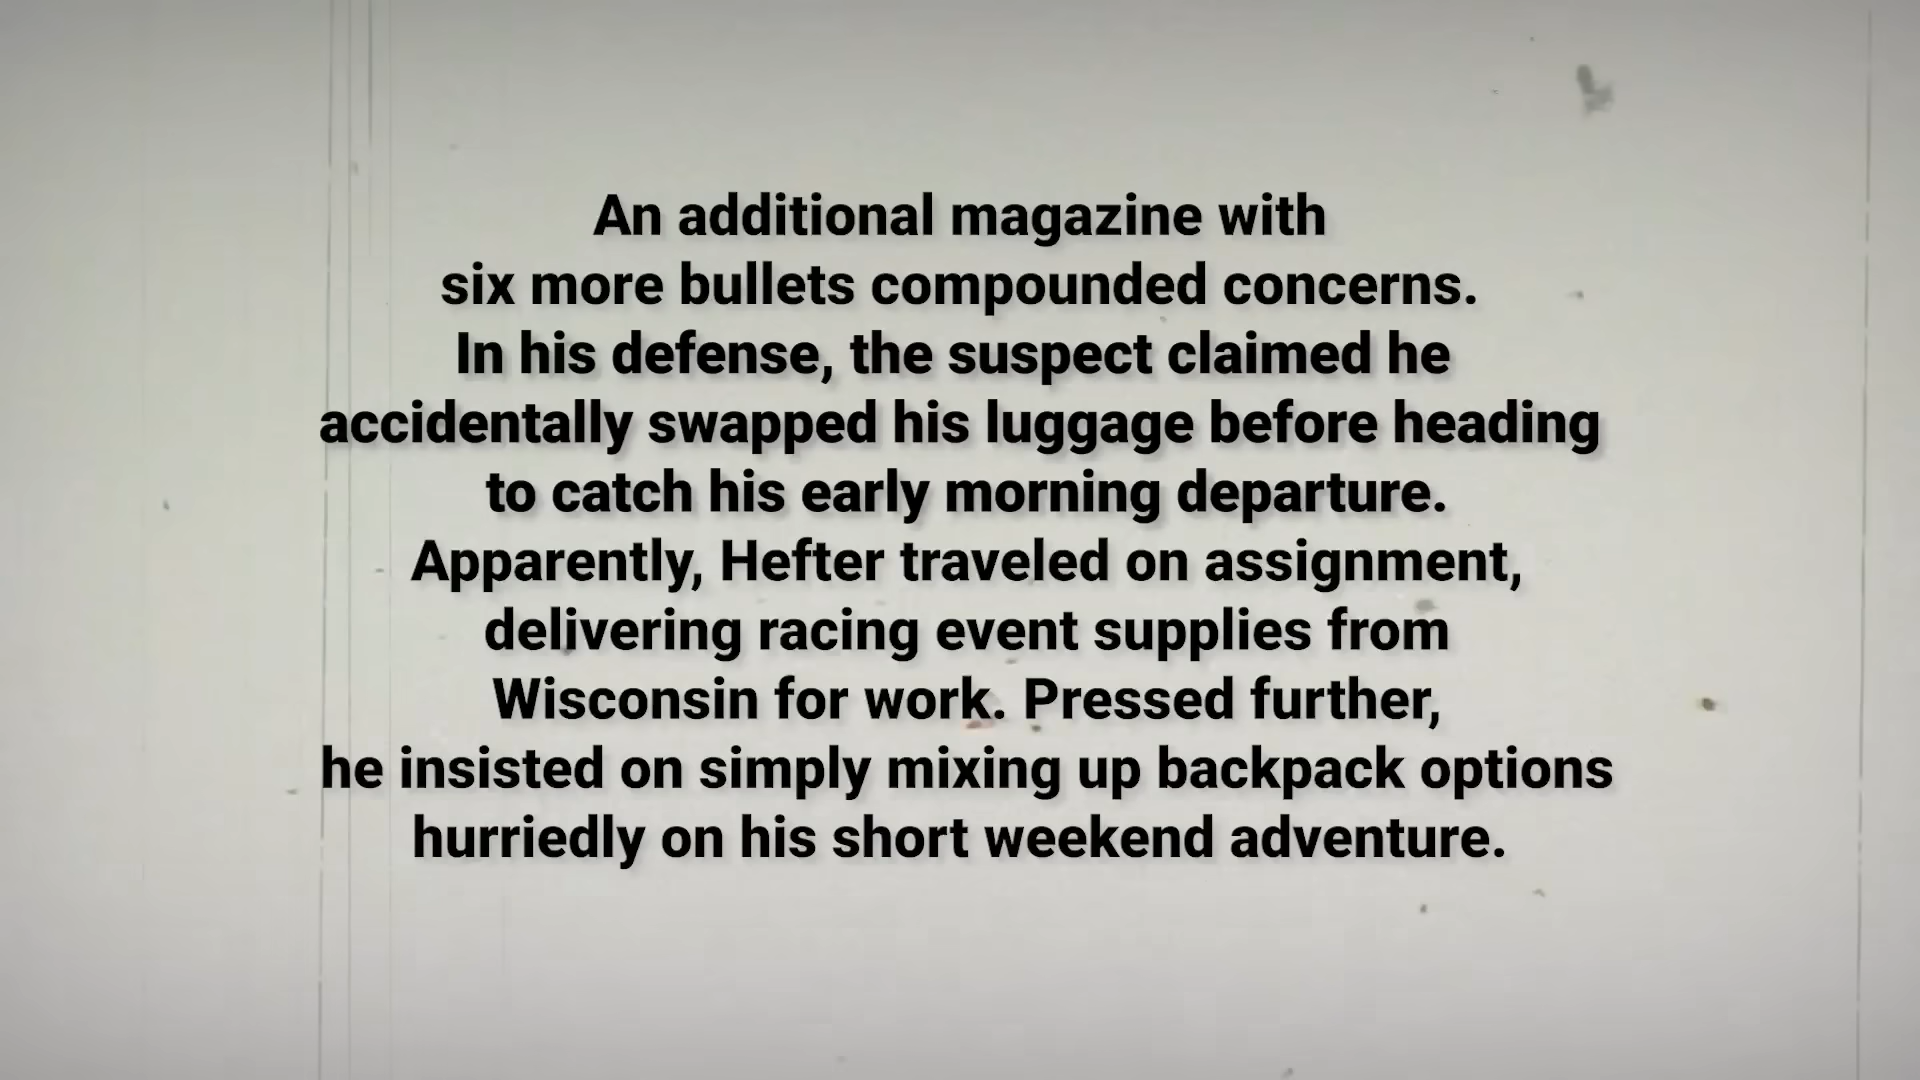 An additional magazine with
six more bullets compounded concerns.
In his defense, the suspect claimed he
accidentally swapped his luggage before heading
to catch his early morning departure.
Apparently, Hefter traveled on assignment,
delivering racing event supplies from
Wisconsin for work. Pressed further,
he insisted on simply mixing up backpack options
hurriedly on his short weekend adventure.